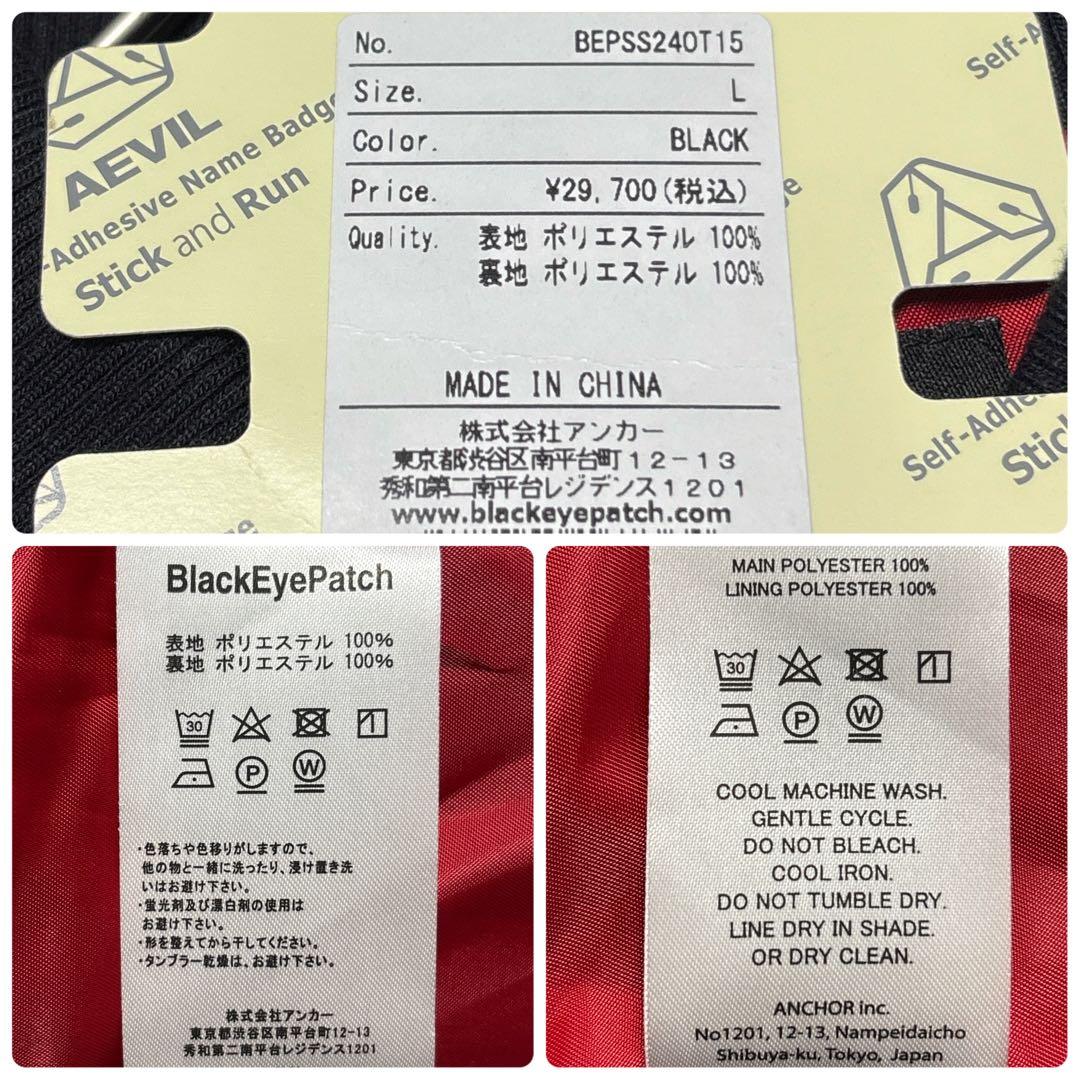 AEVIL
-Adhesive Name Badge
Stick and Run
No. BEPSS240T15
Size. L
Color. BLACK
Price. ¥29,700(税込)
Quality. 表地 ポリエステル 100%
裏地 ポリエステル 100%
MADE IN CHINA
株式会社アンカー
東京都渋谷区南平台町12-13
秀和第二南平台レジデンス1201
www.blackeyepatch.com
Self-A
Self-Adhe
Stic
BlackEyePatch
表地 ポリエステル 100%
裏地 ポリエステル 100%
30
P
W
・色落ちや色移りがしますので、
他の物と一緒に洗ったり、浸け置き洗
いはお避け下さい。
・蛍光剤及び漂白剤の使用は
お避け下さい。
・形を整えてから干してください。
・タンブラー乾燥は、お避け下さい。
株式会社アンカー
東京都渋谷区南平台町12-13
秀和第二南平台レジデンス1201
MAIN POLYESTER 100%
LINING POLYESTER 100%
30
P
W
COOL MACHINE WASH.
GENTLE CYCLE.
DO NOT BLEACH.
COOL IRON.
DO NOT TUMBLE DRY.
LINE DRY IN SHADE.
OR DRY CLEAN.
ANCHOR inc.
No1201, 12-13, Nampeidaicho
Shibuya-ku, Tokyo, Japan